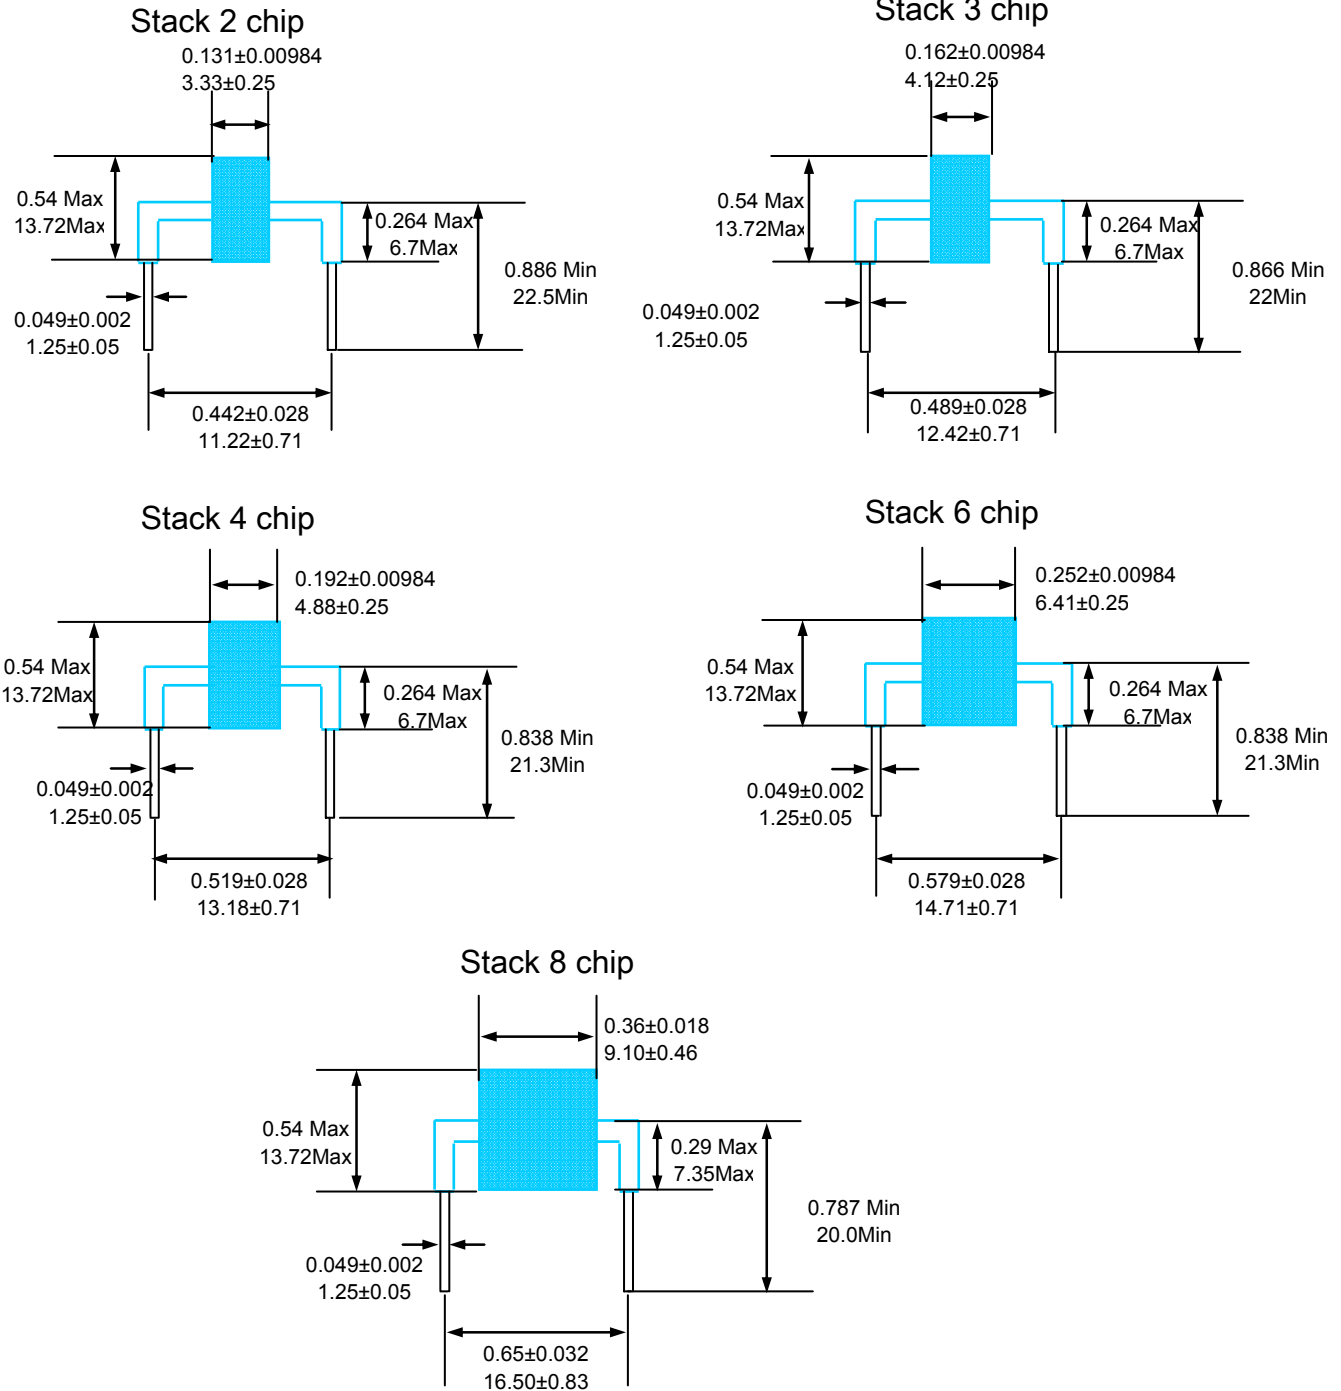 Stack 2 chip
0.131±0.00984
3.33±0.25
0.54 Max
13.72Max
0.264 Max
6.7Max
0.886 Min
22.5Min
0.049±0.002
1.25±0.05
0.442±0.028
11.22±0.71
Stack 3 chip
0.162±0.00984
4.12±0.25
0.54 Max
13.72Max
0.264 Max
6.7Max
0.866 Min
22Min
0.049±0.002
1.25±0.05
0.489±0.028
12.42±0.71
Stack 4 chip
0.192±0.00984
4.88±0.25
0.54 Max
13.72Max
0.264 Max
6.7Max
0.838 Min
21.3Min
0.049±0.002
1.25±0.05
0.519±0.028
13.18±0.71
Stack 6 chip
0.252±0.00984
6.41±0.25
0.54 Max
13.72Max
0.264 Max
6.7Max
0.838 Min
21.3Min
0.049±0.002
1.25±0.05
0.579±0.028
14.71±0.71
Stack 8 chip
0.36±0.018
9.10±0.46
0.54 Max
13.72Max
0.29 Max
7.35Max
0.787 Min
20.0Min
0.049±0.002
1.25±0.05
0.65±0.032
16.50±0.83